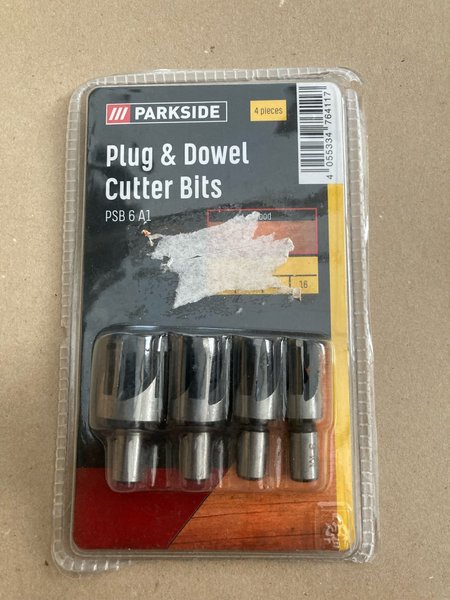 PARKSIDE
4 pieces
4 055334 764117
Plug & Dowel
Cutter Bits
PSB 6 A1
16